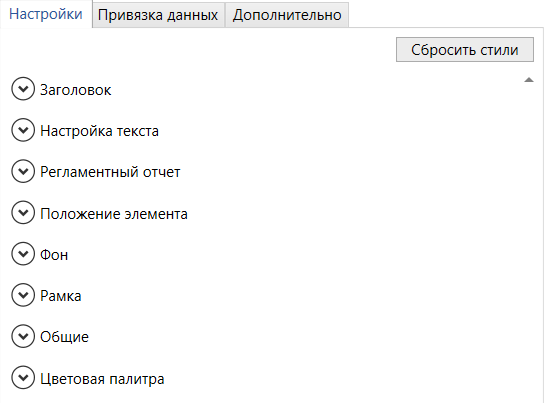 Настройки Привязка данных Дополнительно
Сбросить стили
Заголовок
Настройка текста
Регламентный отчет
Положение элемента
Фон
Рамка
Общие
Цветовая палитра